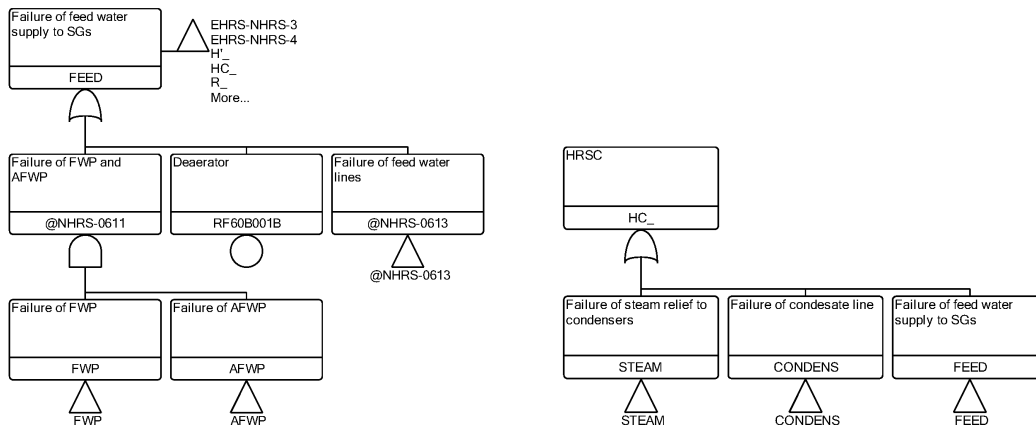 Failure of feed water
supply to SGs
FEED
EHRS-NHRS-3
EHRS-NHRS-4
H'_
HC_
R_
More...
Failure of FWP and
AFWP
@NHRS-0611
Deaerator
RF60B001B
Failure of feed water
lines
@NHRS-0613
@NHRS-0613
Failure of FWP
FWP
FWP
Failure of AFWP
AFWP
AFWP
HRSC
HC_
Failure of steam relief to
condensers
STEAM
STEAM
Failure of condesate line
CONDENS
CONDENS
Failure of feed water
supply to SGs
FEED
FEED